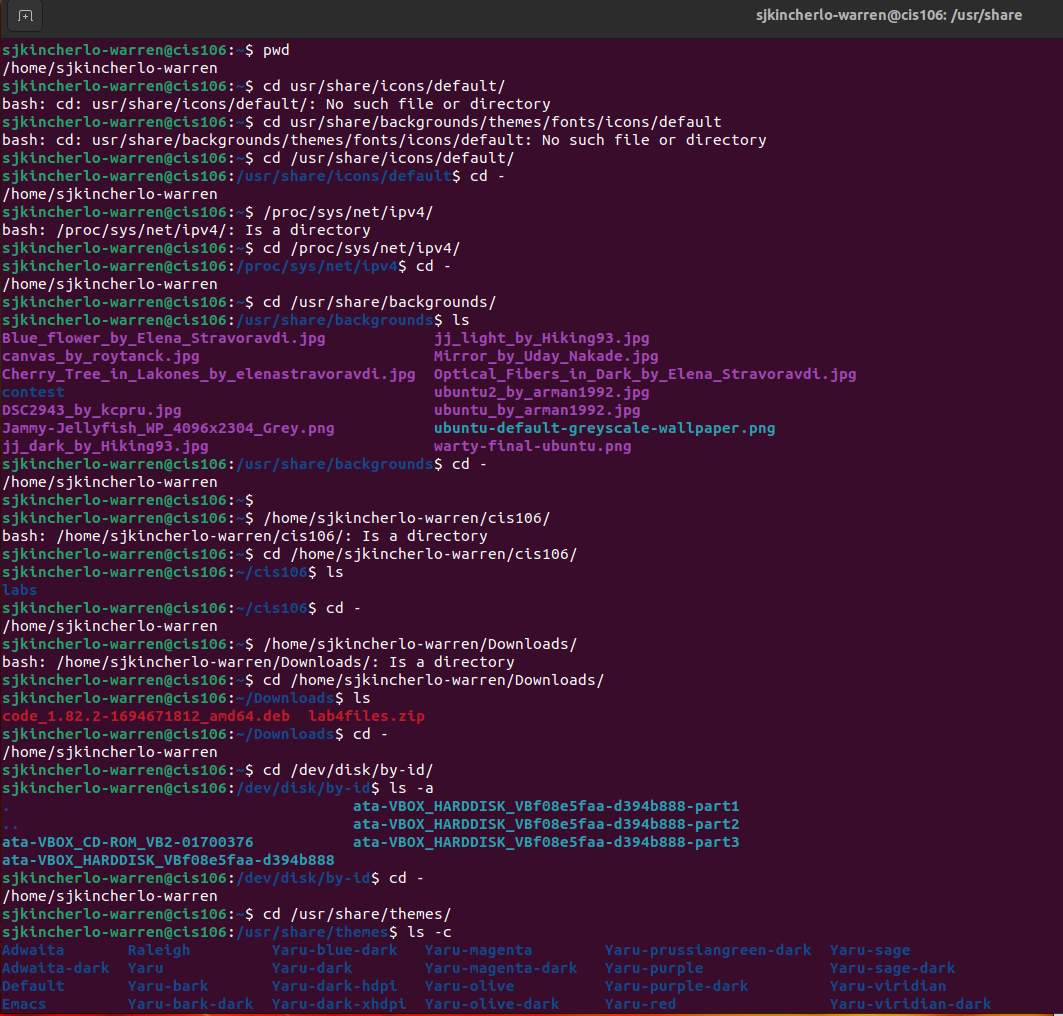 sjkincherlo-warren@cis106: /usr/share
sjkincherlo-warren@cis106:~$ pwd
/home/sjkincherlo-warren
sjkincherlo-warren@cis106:~$ cd usr/share/icons/default/
bash: cd: usr/share/icons/default/: No such file or directory
sjkincherlo-warren@cis106:~$ cd usr/share/backgrounds/themes/fonts/icons/default
bash: cd: usr/share/backgrounds/themes/fonts/icons/default: No such file or directory
sjkincherlo-warren@cis106:~$ cd /usr/share/icons/default/
sjkincherlo-warren@cis106:/usr/share/icons/default$ cd -
/home/sjkincherlo-warren
sjkincherlo-warren@cis106:~$ /proc/sys/net/ipv4/
bash: /proc/sys/net/ipv4/: Is a directory
sjkincherlo-warren@cis106:~$ cd /proc/sys/net/ipv4/
sjkincherlo-warren@cis106:/proc/sys/net/ipv4$ cd -
/home/sjkincherlo-warren
sjkincherlo-warren@cis106:~$ cd /usr/share/backgrounds/
sjkincherlo-warren@cis106:/usr/share/backgrounds$ ls
Blue_flower_by_Elena_Stravoravdi.jpg            jj_light_by_Hiking93.jpg
canvas_by_roytanck.jpg                          Mirror_by_Uday_Nakade.jpg
Cherry_Tree_in_Lakones_by_elenastravoravdi.jpg  Optical_Fibers_in_Dark_by_Elena_Stravoravdi.jpg
contest                                         ubuntu2_by_arman1992.jpg
DSC2943_by_kcpru.jpg                            ubuntu_by_arman1992.jpg
Jammy-Jellyfish_WP_4096x2304_Grey.png           ubuntu-default-greyscale-wallpaper.png
jj_dark_by_Hiking93.jpg                         warty-final-ubuntu.png
sjkincherlo-warren@cis106:/usr/share/backgrounds$ cd -
/home/sjkincherlo-warren
sjkincherlo-warren@cis106:~$
sjkincherlo-warren@cis106:~$ /home/sjkincherlo-warren/cis106/
bash: /home/sjkincherlo-warren/cis106/: Is a directory
sjkincherlo-warren@cis106:~$ cd /home/sjkincherlo-warren/cis106/
sjkincherlo-warren@cis106:~/cis106$ ls
labs
sjkincherlo-warren@cis106:~/cis106$ cd -
/home/sjkincherlo-warren
sjkincherlo-warren@cis106:~$ /home/sjkincherlo-warren/Downloads/
bash: /home/sjkincherlo-warren/Downloads/: Is a directory
sjkincherlo-warren@cis106:~$ cd /home/sjkincherlo-warren/Downloads/
sjkincherlo-warren@cis106:~/Downloads$ ls
code_1.82.2-1694671812_amd64.deb  lab4files.zip
sjkincherlo-warren@cis106:~/Downloads$ cd -
/home/sjkincherlo-warren
sjkincherlo-warren@cis106:~$ cd /dev/disk/by-id/
sjkincherlo-warren@cis106:/dev/disk/by-id$ ls -a
.                                      ata-VBOX_HARDDISK_VBf08e5faa-d394b888-part1
..                                     ata-VBOX_HARDDISK_VBf08e5faa-d394b888-part2
ata-VBOX_CD-ROM_VB2-01700376           ata-VBOX_HARDDISK_VBf08e5faa-d394b888-part3
ata-VBOX_HARDDISK_VBf08e5faa-d394b888
sjkincherlo-warren@cis106:/dev/disk/by-id$ cd -
/home/sjkincherlo-warren
sjkincherlo-warren@cis106:~$ cd /usr/share/themes/
sjkincherlo-warren@cis106:/usr/share/themes$ ls -c
Adwaita       Raleigh        Yaru-blue-dark   Yaru-magenta        Yaru-prussiangreen-dark  Yaru-sage
Adwaita-dark  Yaru           Yaru-dark        Yaru-magenta-dark   Yaru-purple              Yaru-sage-dark
Default       Yaru-bark      Yaru-dark-hdpi   Yaru-olive          Yaru-purple-dark         Yaru-viridian
Emacs         Yaru-bark-dark  Yaru-dark-xhdpi  Yaru-olive-dark     Yaru-red                 Yaru-viridian-dark